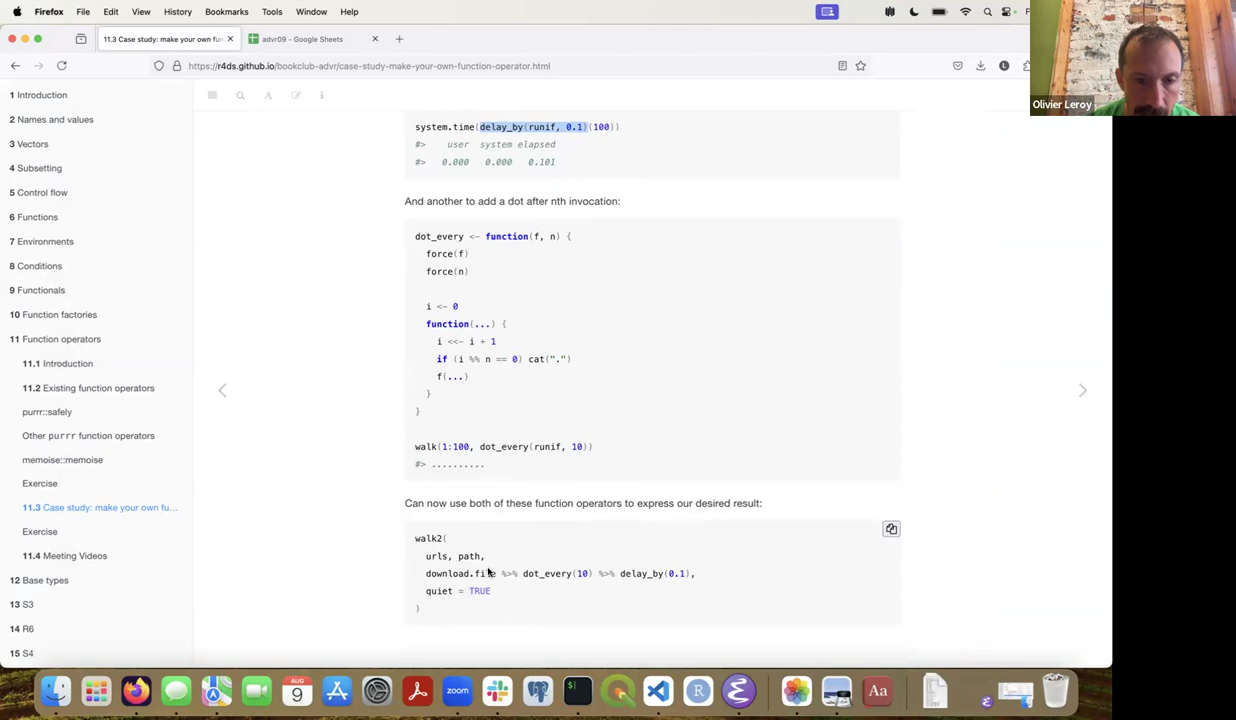 Firefox File Edit View History Bookmarks Tools Window Help
11.3 Case study: make your own fun
advr09 - Google Sheets
https://r4ds.github.io/bookclub-advr/case-study-make-your-own-function-operator.html
Olivier Leroy
1 Introduction
2 Names and values
3 Vectors
4 Subsetting
5 Control flow
6 Functions
7 Environments
8 Conditions
9 Functionals
10 Function factories
11 Function operators
11.1 Introduction
11.2 Existing function operators
purrr::safely
Other purrr function operators
memoise::memoise
Exercise
11.3 Case study: make your own fu...
Exercise
11.4 Meeting Videos
12 Base types
13 S3
14 R6
15 S4
system.time(delay_by(runif, 0.1)(100))
#> user system elapsed
#> 0.000 0.000 0.101
And another to add a dot after nth invocation:
dot_every <- function(f, n) {
force(f)
force(n)
i <- 0
function(...) {
i <<- i + 1
if (i %% n == 0) cat(".")
f(...)
}
}
walk(1:100, dot_every(runif, 10))
#> ..........
Can now use both of these function operators to express our desired result:
walk2(
urls, path,
download.file %>% dot_every(10) %>% delay_by(0.1),
quiet = TRUE
)
AUG
9
zoom
$
R
Aa